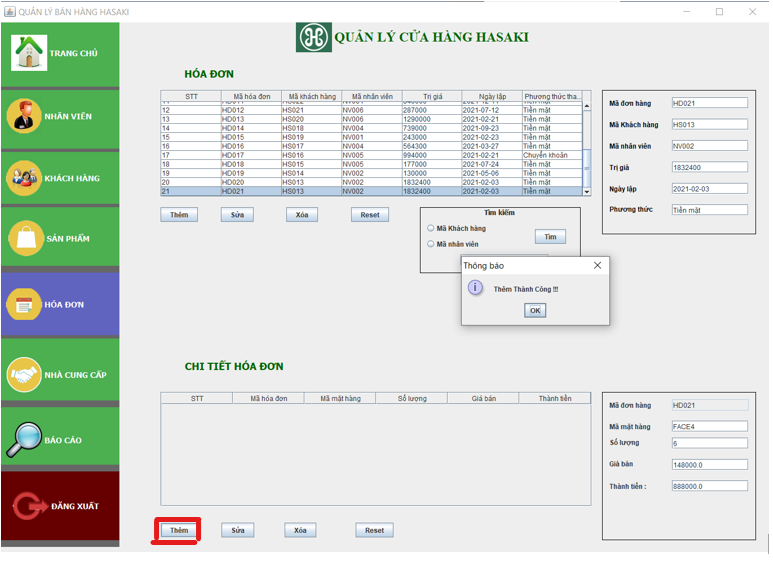 QUẢN LÝ BÁN HÀNG HASAKI
QUẢN LÝ CỬA HÀNG HASAKI
TRANG CHỦ
NHÂN VIÊN
KHÁCH HÀNG
SẢN PHẨM
HÓA ĐƠN
NHÀ CUNG CẤP
BÁO CÁO
ĐĂNG XUẤT
HÓA ĐƠN
STT Mã hóa đơn Mã khách hàng Mã nhân viên Trị giá Ngày lập Phương thức tha...
12 HD012 HS021 NV006 287000 2021-07-12 Tiền mặt
13 HD013 HS020 NV006 1290000 2021-02-21 Tiền mặt
14 HD014 HS018 NV004 739000 2021-09-23 Tiền mặt
15 HD015 HS019 NV001 243000 2021-02-23 Tiền mặt
16 HD016 HS017 NV004 564300 2021-03-27 Tiền mặt
17 HD017 HS016 NV005 994000 2021-02-21 Chuyển khoản
18 HD018 HS015 NV005 177000 2021-07-24 Tiền mặt
19 HD019 HS014 NV002 130000 2021-05-06 Tiền mặt
20 HD020 HS013 NV002 1832400 2021-02-03 Tiền mặt
21 HD021 HS013 NV002 1832400 2021-02-03 Tiền mặt
Thêm Sửa Xóa Reset
Mã đơn hàng HD021
Mã Khách hàng HS013
Mã nhân viên NV002
Trị giá 1832400
Ngày lập 2021-02-03
Phương thức Tiền mặt
Tìm kiếm
Mã Khách hàng
Mã nhân viên
Tìm
Thông báo
Thêm Thành Công !!!
OK
CHI TIẾT HÓA ĐƠN
STT Mã hóa đơn Mã mặt hàng Số lượng Giá bán Thành tiền
Mã đơn hàng HD021
Mã mặt hàng FACE4
Số lượng 6
Giá bán 148000.0
Thành tiền : 888000.0
Thêm Sửa Xóa Reset